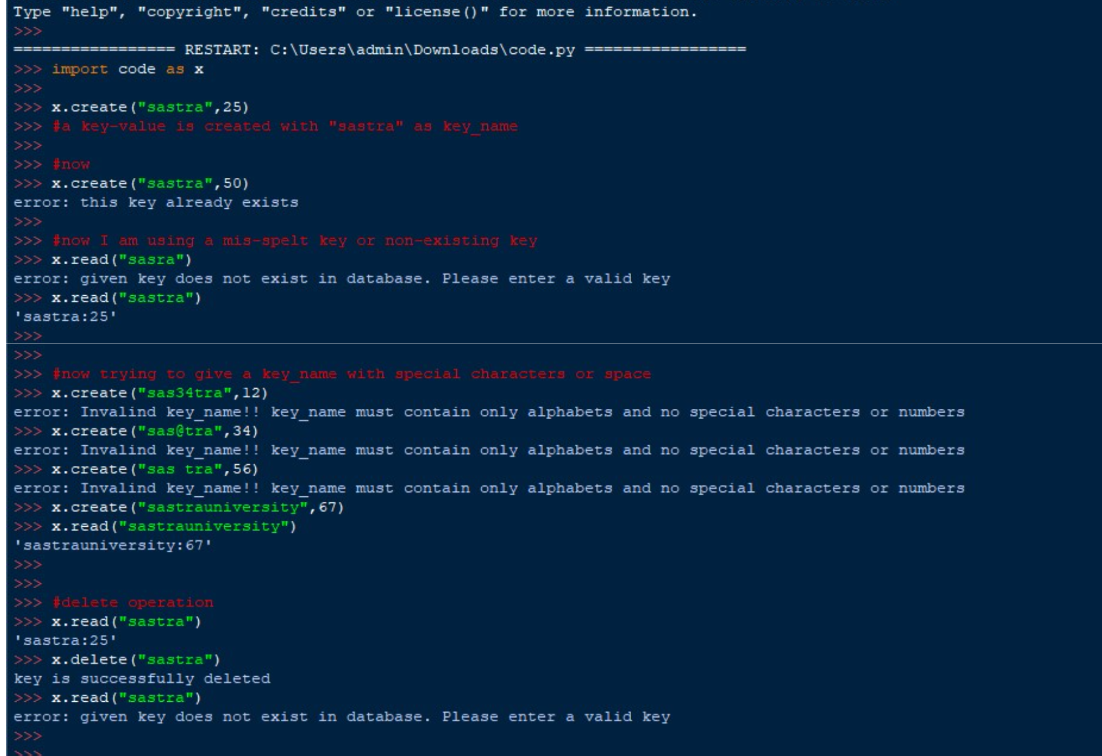 Type "help", "copyright", "credits" or "license()" for more information.
>>>
================= RESTART: C:\Users\admin\Downloads\code.py =================
>>> import code as x
>>>
>>> x.create("sastra",25)
>>> #a key-value is created with "sastra" as key_name
>>>
>>> #now
>>> x.create("sastra",50)
error: this key already exists
>>>
>>> #now I am using a mis-spelt key or non-existing key
>>> x.read("sasra")
error: given key does not exist in database. Please enter a valid key
>>> x.read("sastra")
'sastra:25'
>>>
>>>
>>> #now trying to give a key_name with special characters or space
>>> x.create("sas34tra",12)
error: Invalind key_name!! key_name must contain only alphabets and no special characters or numbers
>>> x.create("sas@tra",34)
error: Invalind key_name!! key_name must contain only alphabets and no special characters or numbers
>>> x.create("sas tra",56)
error: Invalind key_name!! key_name must contain only alphabets and no special characters or numbers
>>> x.create("sastrauniversity",67)
>>> x.read("sastrauniversity")
'sastrauniversity:67'
>>>
>>>
>>> #delete operation
>>> x.read("sastra")
'sastra:25'
>>> x.delete("sastra")
key is successfully deleted
>>> x.read("sastra")
error: given key does not exist in database. Please enter a valid key
>>>
>>>